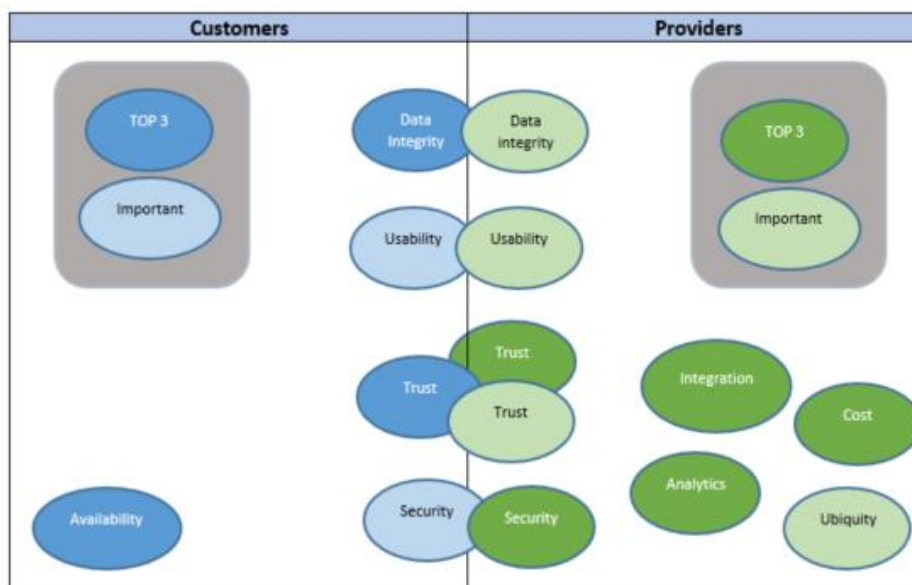 Customers
Providers
TOP 3
Important
Data
Integrity
Data
integrity
TOP 3
Important
Usability
Usability
Trust
Trust
Trust
Integration
Cost
Analytics
Availability
Security
Security
Ubiquity